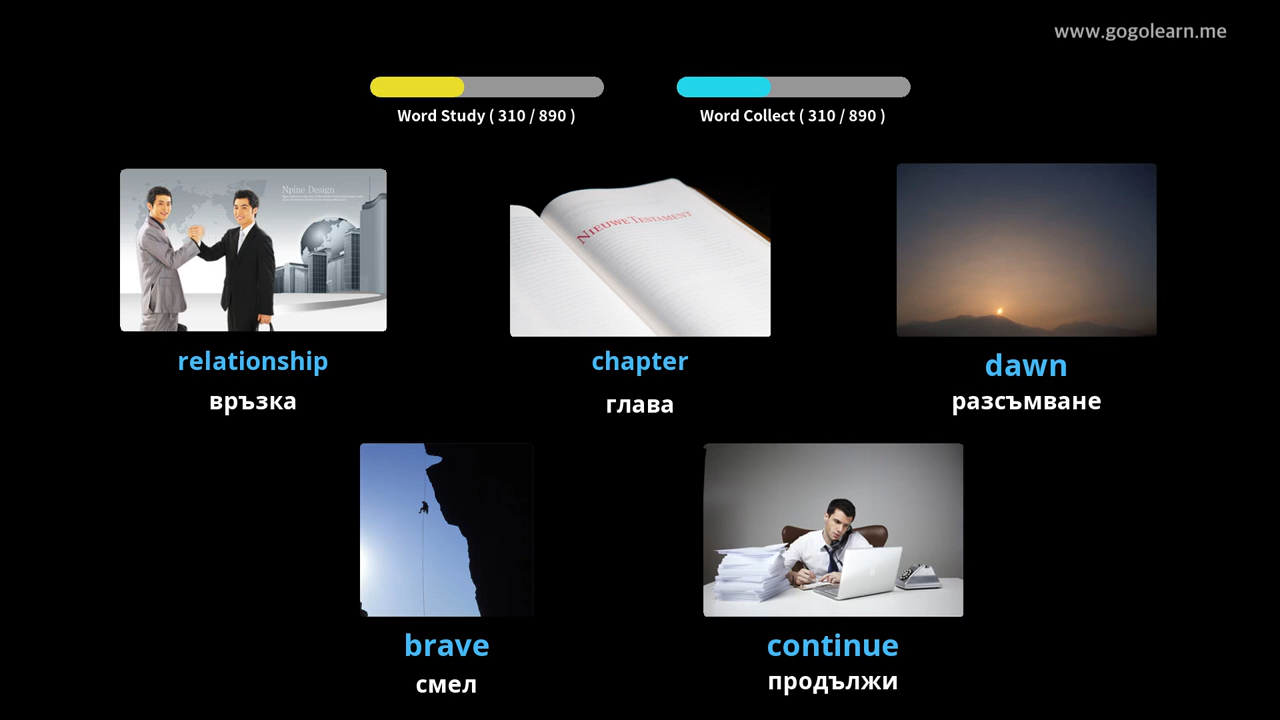 www.gogolearn.me
Word Study ( 310 / 890 )
Word Collect ( 310 / 890 )
Npine Design
NIEUWE TESTAMENT
relationship
връзка
chapter
глава
dawn
разсъмване
brave
смел
continue
продължи